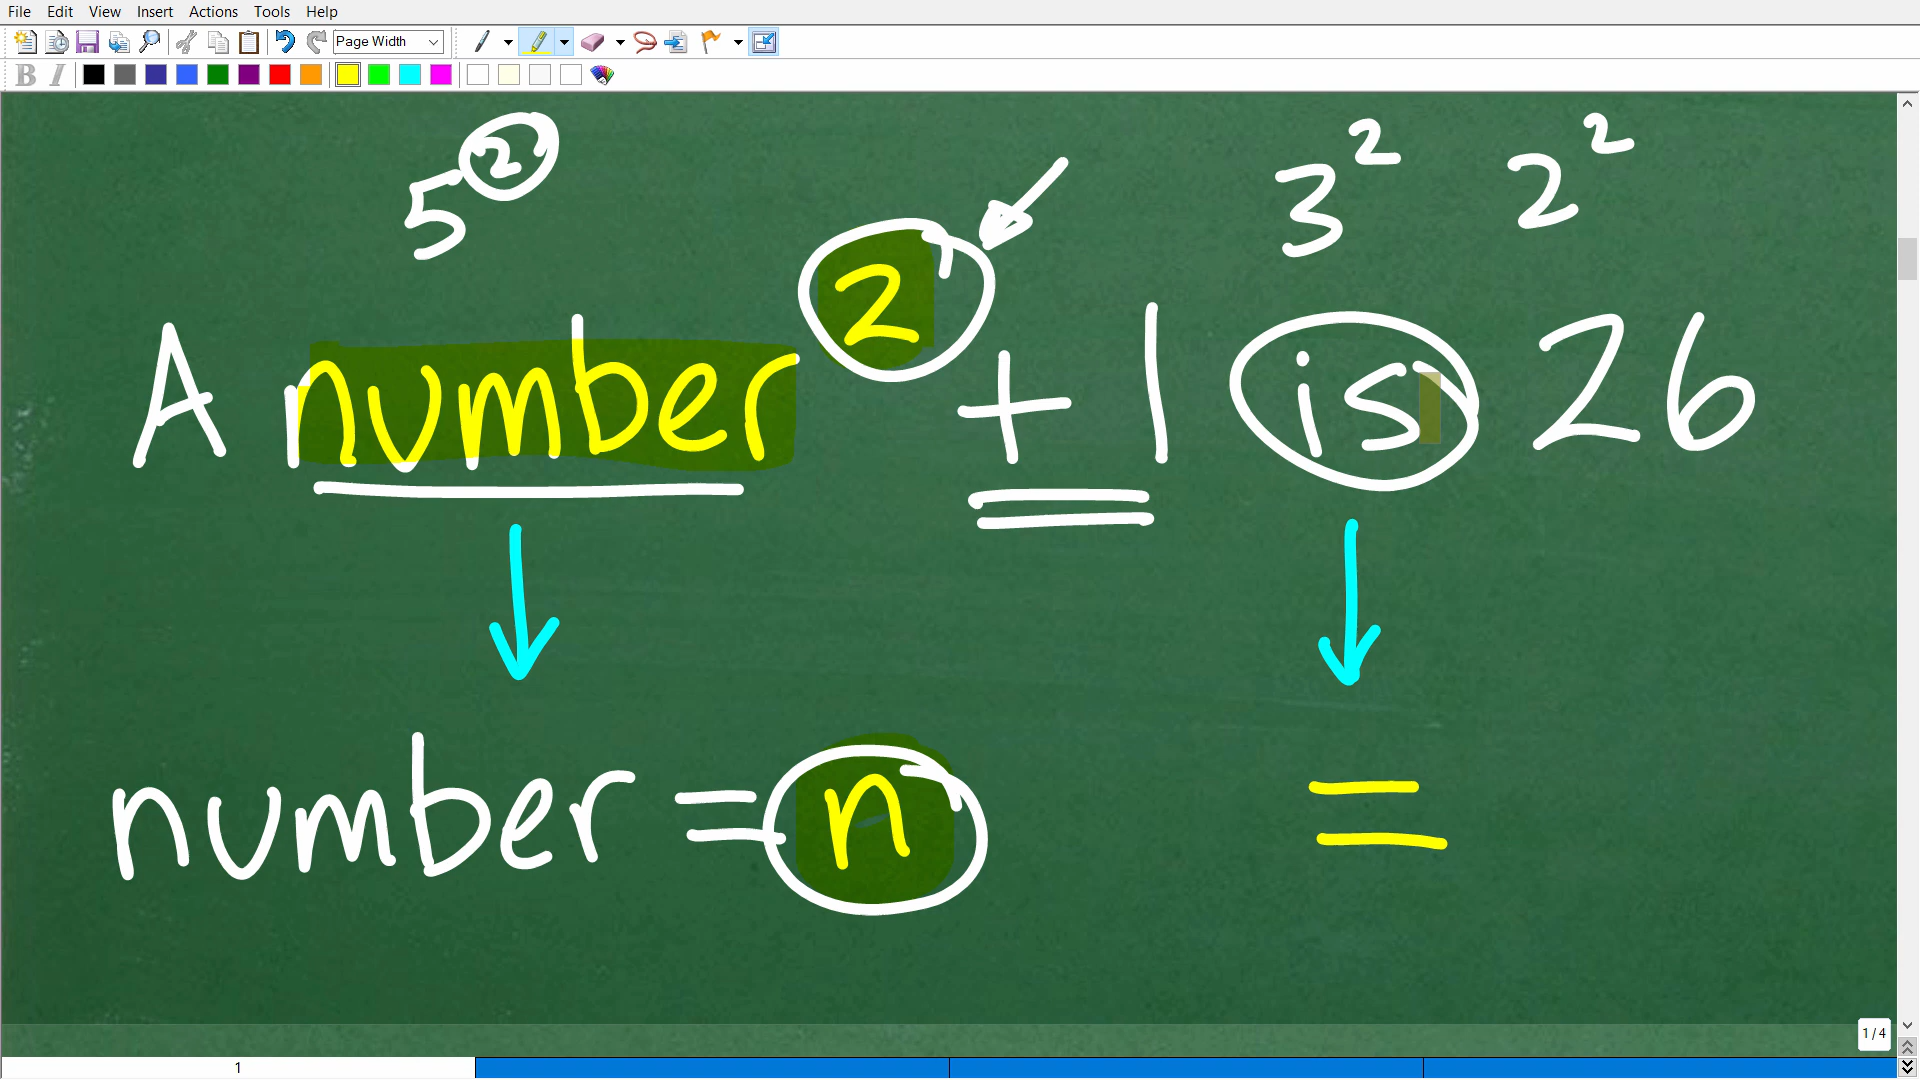 File Edit View Insert Actions Tools Help
Page Width
B I
5² 3² 2²
A number² + 1 is 26
number = n =
1 / 4
1